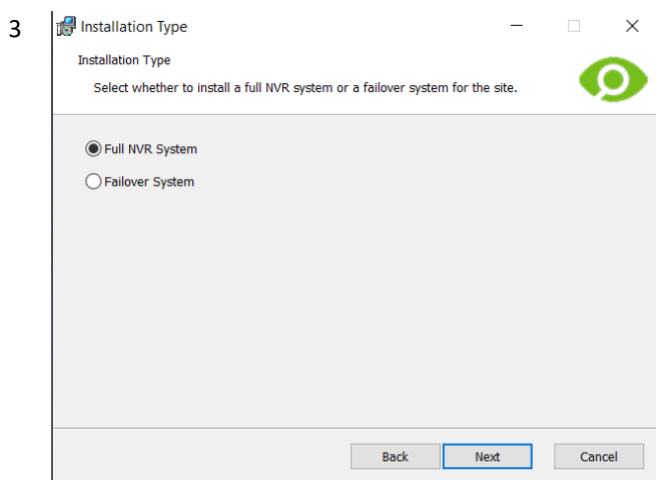 3
Installation Type
Installation Type
Select whether to install a full NVR system or a failover system for the site.
Full NVR System
Failover System
Back Next Cancel